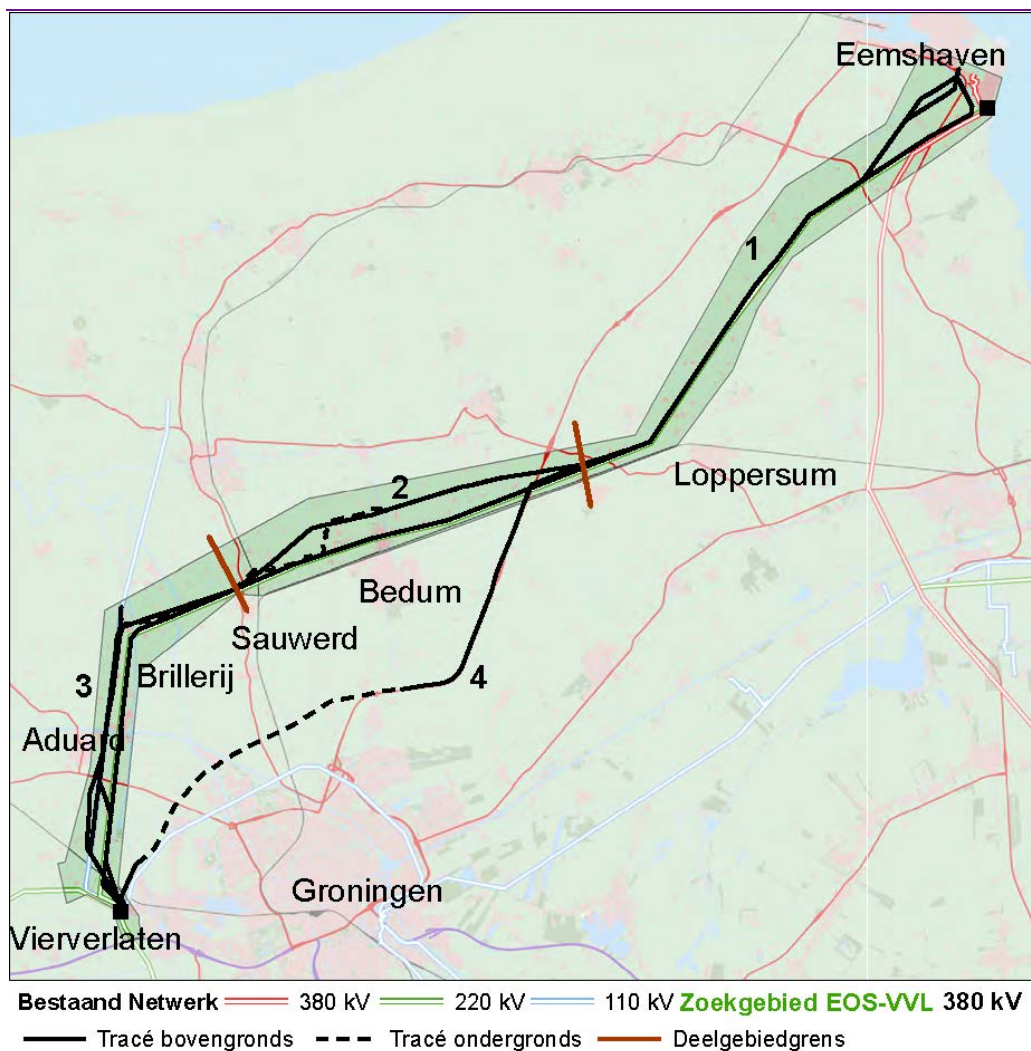 Eemshaven
1
Loppersum
2
Bedum
Sauwerd
Brillerij
3
4
Aduard
Groningen
Vierverlaten
Bestaand Netwerk 380 kV 220 kV 110 kV Zoekgebied EOS-VVL 380 kV
Tracé bovengronds Tracé ondergronds Deelgebiedgrens